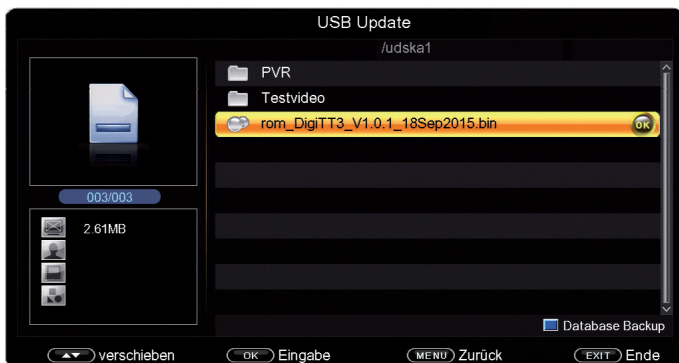 USB Update
/udska1
PVR
Testvideo
rom_DigiTT3_V1.0.1_18Sep2015.bin OK
003/003
2.61MB
Database Backup
verschieben OK Eingabe MENU Zurück EXIT Ende